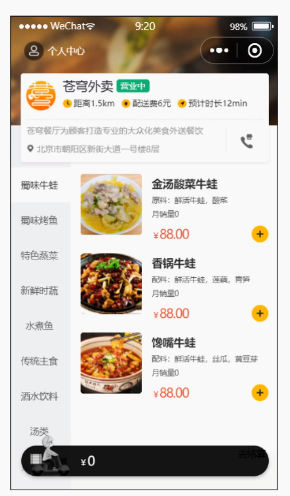 WeChat 9:20 98%
个人中心
苍穹外卖 营业中
距离1.5km 配送费6元 预计时长12min
苍穹餐厅为顾客打造专业的大众化美食外送餐饮
北京市朝阳区新街大道一号楼8层
蜀味牛蛙
蜀味烤鱼
特色蒸菜
新鲜时蔬
水煮鱼
传统主食
酒水饮料
汤类
金汤酸菜牛蛙
原料：鲜活牛蛙，酸菜
月销量0
¥88.00
香锅牛蛙
配料：鲜活牛蛙，莲藕，青笋
月销量0
¥88.00
馋嘴牛蛙
配料：鲜活牛蛙，丝瓜，黄豆芽
月销量0
¥88.00
¥0
去结算